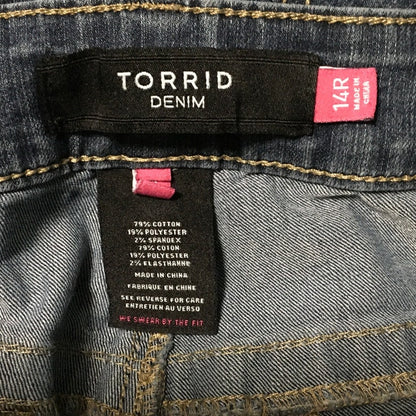 TORRID
DENIM
14R
MADE IN
CHINA
79% COTTON
19% POLYESTER
2% SPANDEX
79% COTON
19% POLYESTER
2% ELASTHANNE
MADE IN CHINA
FABRIQUE EN CHINE
SEE REVERSE FOR CARE
ENTRETIEN AU VERSO
WE SWEAR BY THE FIT